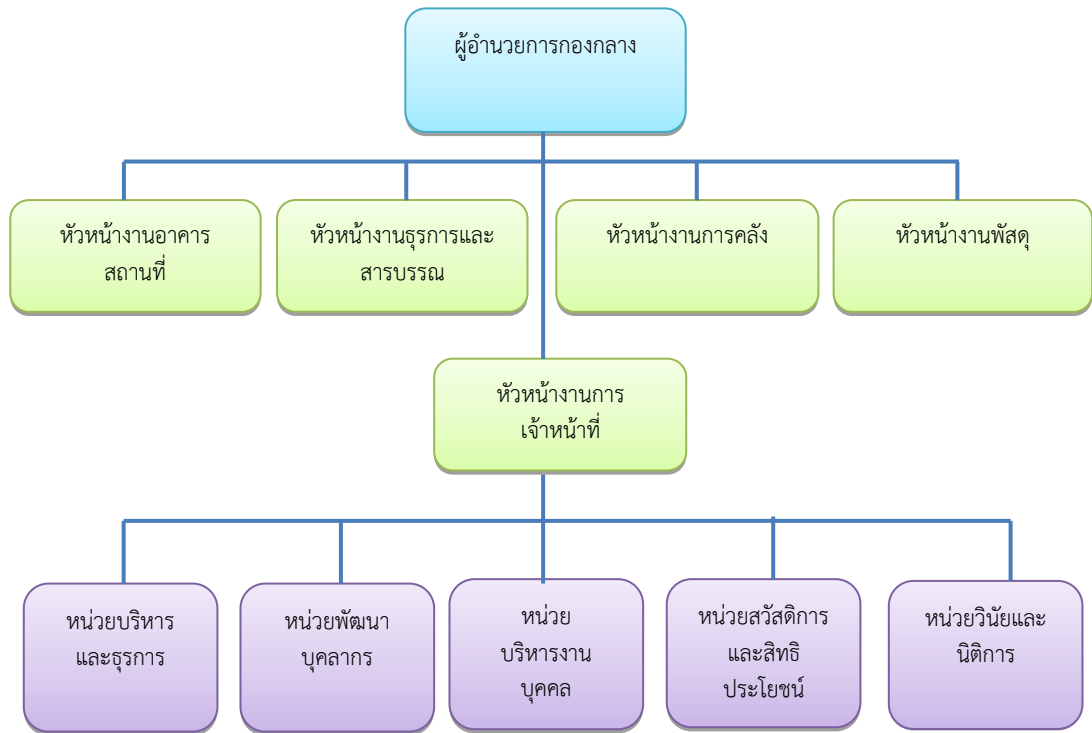 ผู้อำนวยการกองกลาง
หัวหน้างานอาคาร
สถานที่
หัวหน้างานธุรการและ
สารบรรณ
หัวหน้างานการคลัง
หัวหน้างานพัสดุ
หัวหน้างานการ
เจ้าหน้าที่
หน่วยบริหาร
และธุรการ
หน่วยพัฒนา
บุคลากร
หน่วย
บริหารงาน
บุคคล
หน่วยสวัสดิการ
และสิทธิ
ประโยชน์
หน่วยวินัยและ
นิติการ